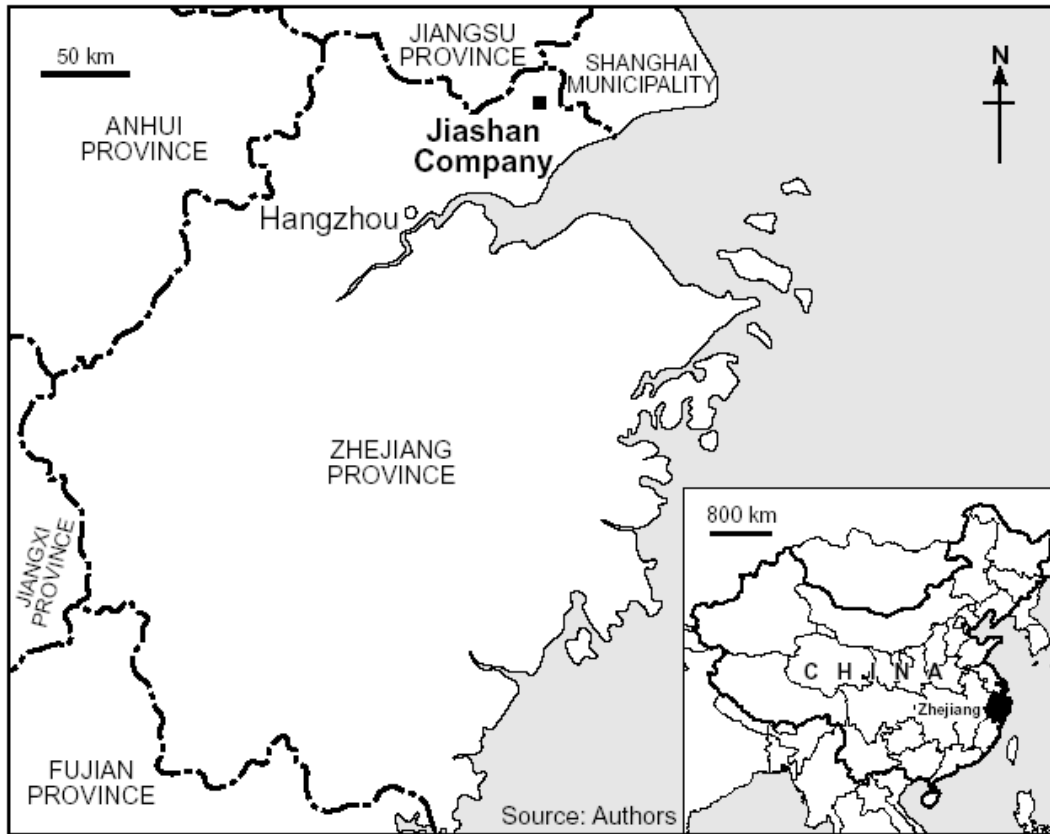 50 km
JIANGSU
PROVINCE
SHANGHAI
MUNICIPALITY
N
ANHUI
PROVINCE
Jiashan
Company
Hangzhou
ZHEJIANG
PROVINCE
JIANGXI
PROVINCE
800 km
CHINA
Zhejiang
FUJIAN
PROVINCE
Source: Authors